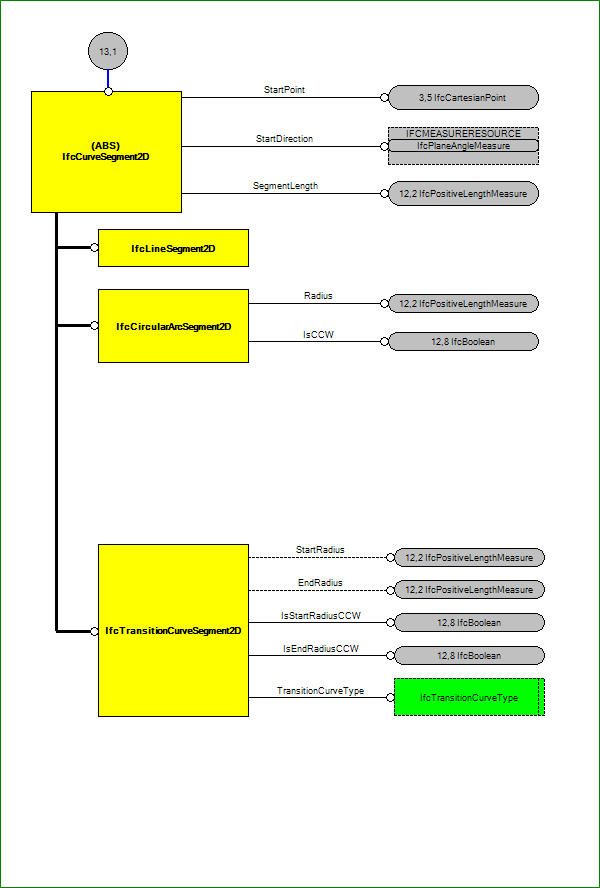 13,1
StartPoint
3,5 IfcCartesianPoint
(ABS)
IfcCurveSegment2D
StartDirection
IFCMEASURERESOURCE
IfcPlaneAngleMeasure
SegmentLength
12,2 IfcPositiveLengthMeasure
IfcLineSegment2D
IfcCircularArcSegment2D
Radius
12,2 IfcPositiveLengthMeasure
IsCCW
12,8 IfcBoolean
IfcTransitionCurveSegment2D
StartRadius
12,2 IfcPositiveLengthMeasure
EndRadius
12,2 IfcPositiveLengthMeasure
IsStartRadiusCCW
12,8 IfcBoolean
IsEndRadiusCCW
12,8 IfcBoolean
TransitionCurveType
IfcTransitionCurveType